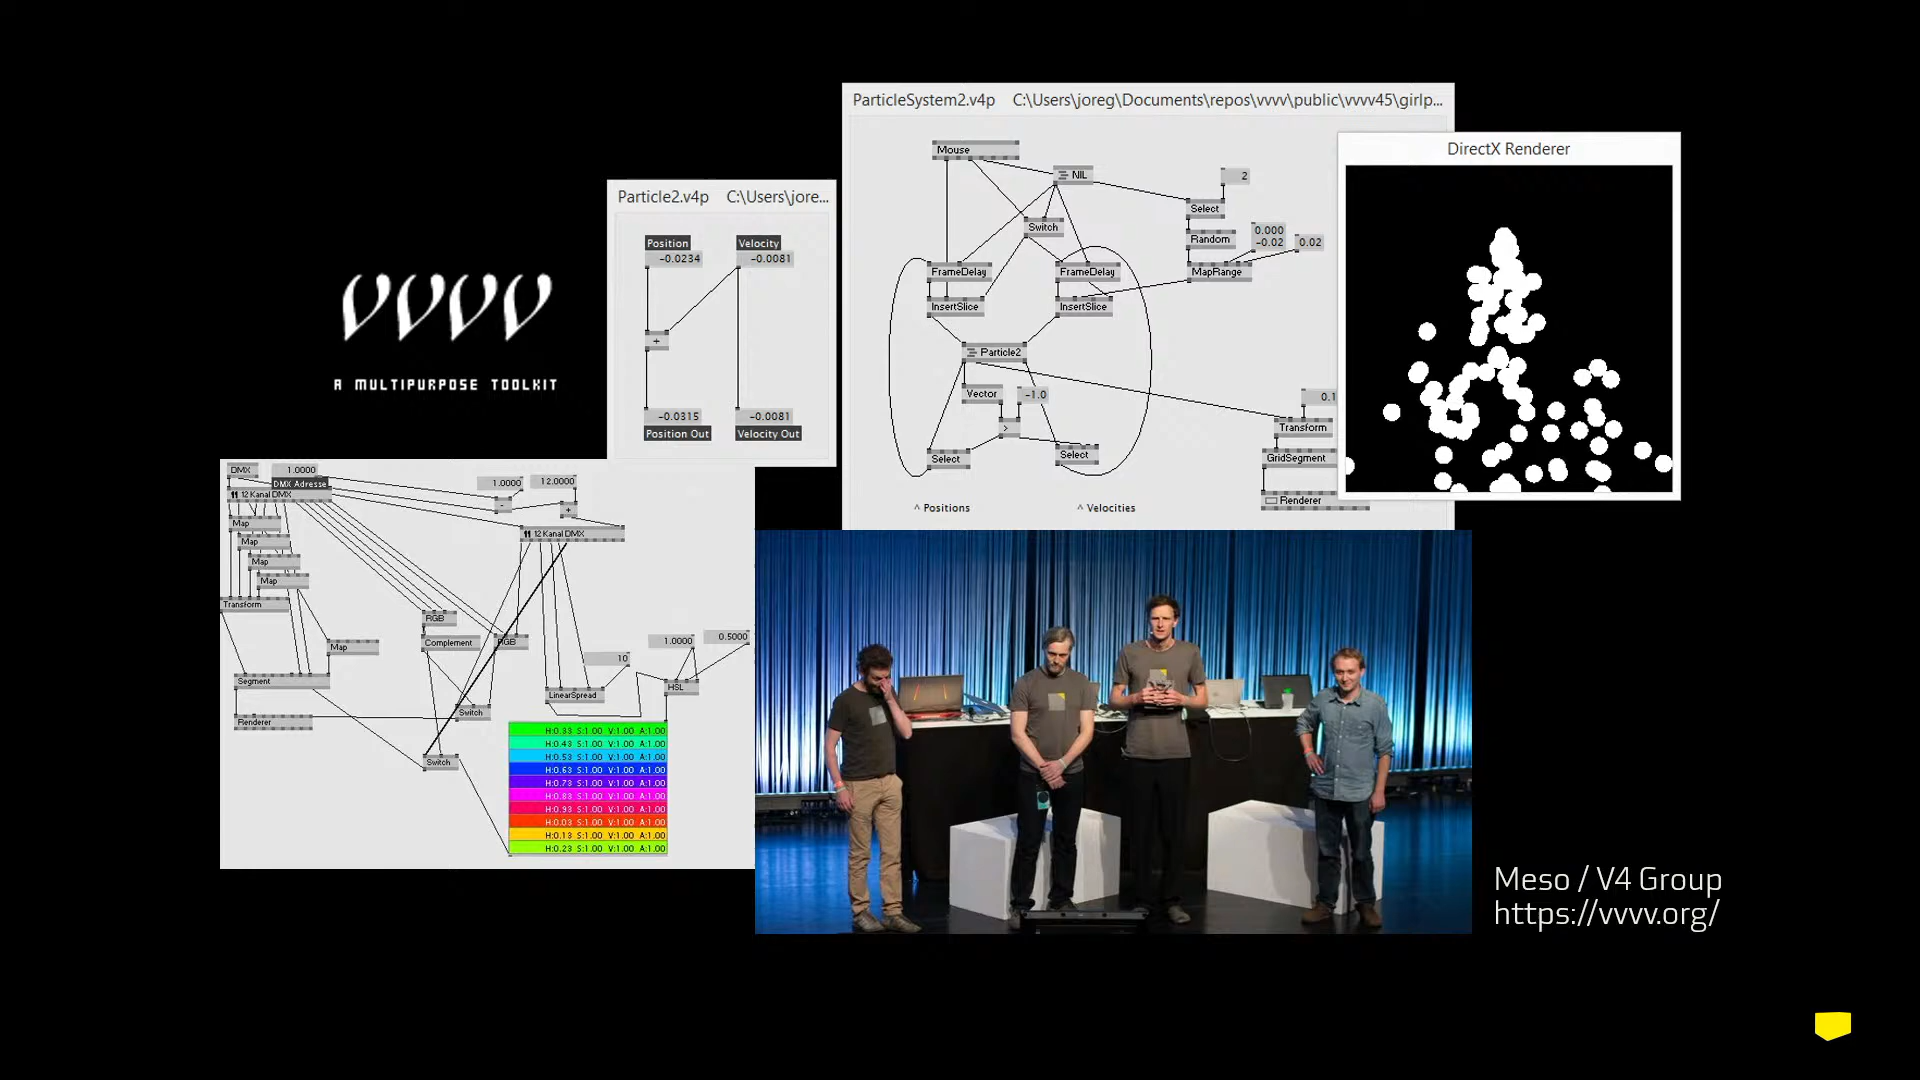 vvvv
A MULTIPURPOSE TOOLKIT
Particle2.v4p C:\Users\jore...
Position Velocity
-0.0234 -0.0081
+
-0.0315 -0.0081
Position Out Velocity Out
ParticleSystem2.v4p C:\Users\joreg\Documents\repos\vvvv\public\vvvv45\girlp...
Mouse
NIL
2
Select
Switch
Random
0.000
-0.02
0.02
FrameDelay FrameDelay MapRange
InsertSlice InsertSlice
Particle2
Vector
-1.0
0.1
>
Transform
Select Select
GridSegment
Renderer
^ Positions ^ Velocities
DirectX Renderer
DMX 1.0000
DMX Adresse
12 Kanal DMX
1.0000 12.0000
- +
12 Kanal DMX
Map
Map
Map
Map
Transform
RGB
Complement RGB
Map
1.0000 0.5000
10
Segment
LinearSpread
HSL
Switch
Renderer
Switch
H:0.33 S:1.00 V:1.00 A:1.00
H:0.43 S:1.00 V:1.00 A:1.00
H:0.53 S:1.00 V:1.00 A:1.00
H:0.63 S:1.00 V:1.00 A:1.00
H:0.73 S:1.00 V:1.00 A:1.00
H:0.83 S:1.00 V:1.00 A:1.00
H:0.93 S:1.00 V:1.00 A:1.00
H:0.03 S:1.00 V:1.00 A:1.00
H:0.13 S:1.00 V:1.00 A:1.00
H:0.23 S:1.00 V:1.00 A:1.00
Meso / V4 Group
https://vvvv.org/